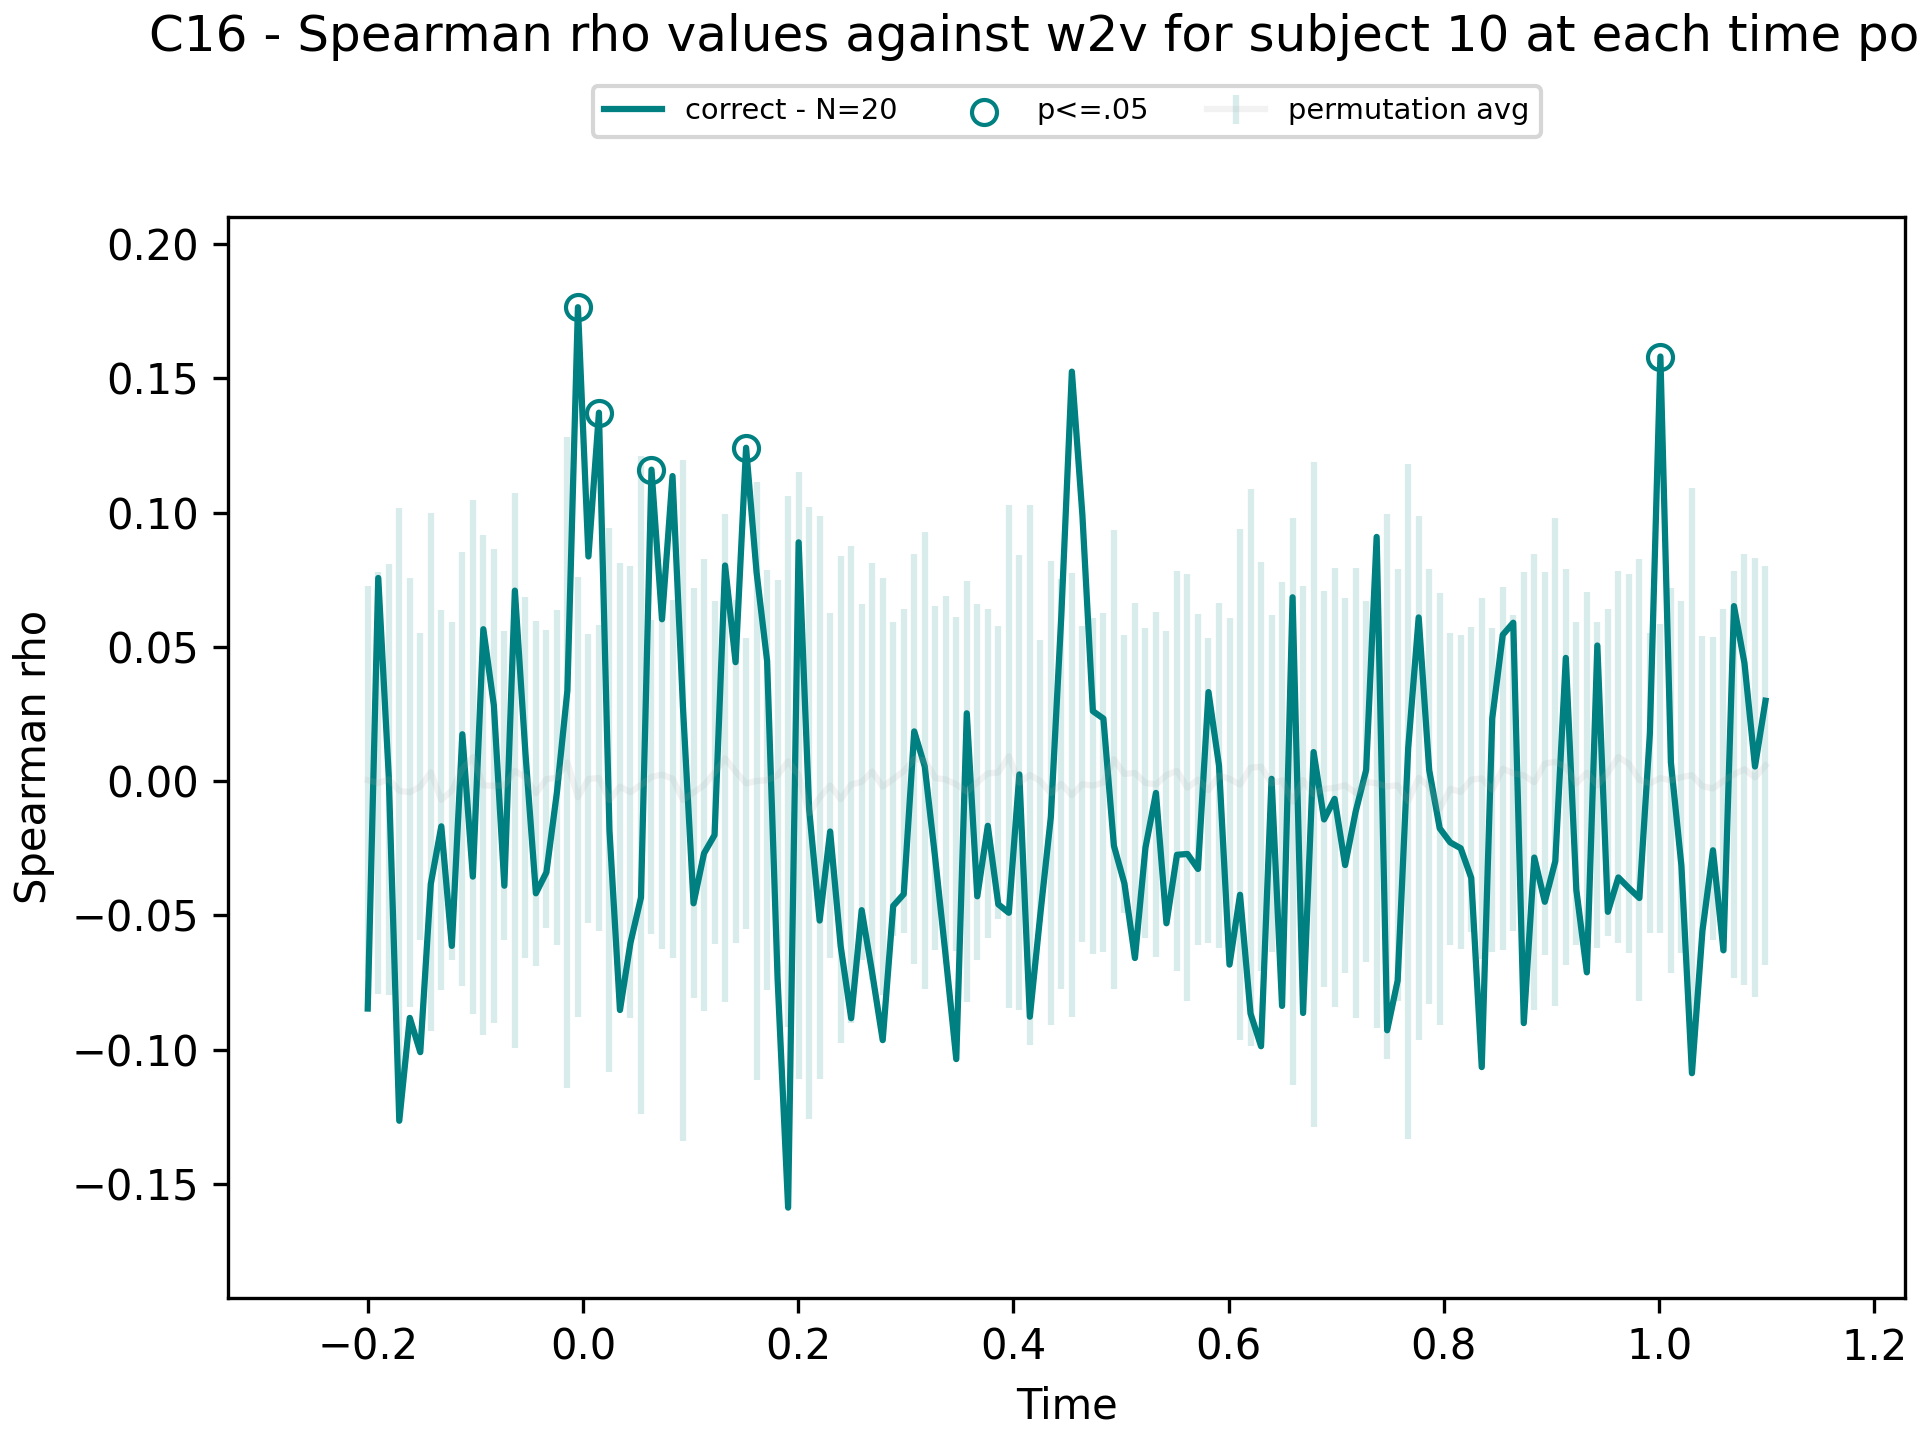 C16 - Spearman rho values against w2v for subject 10 at each time po
correct - N=20 p<=.05 permutation avg
0.20
0.15
0.10
0.05
0.00
−0.05
−0.10
−0.15
Spearman rho
−0.2 0.0 0.2 0.4 0.6 0.8 1.0 1.2
Time